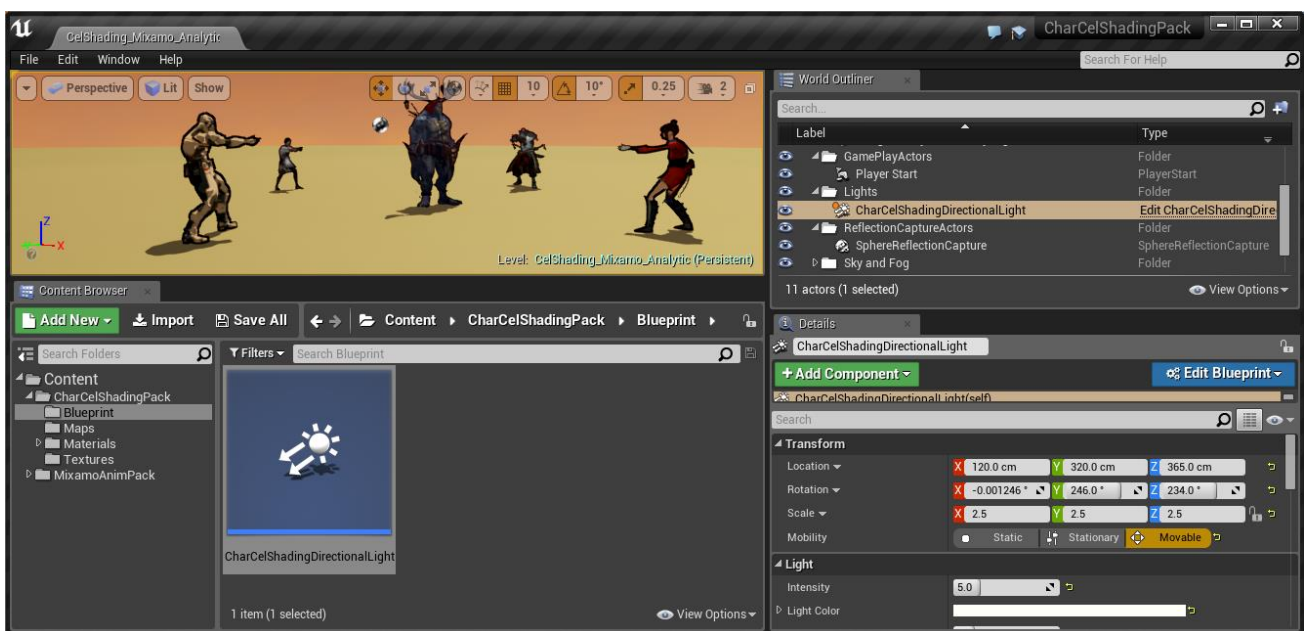 CelShading_Mixamo_Analytic
CharCelShadingPack
File Edit Window Help
Search For Help
Perspective Lit Show 10 10° 0.25 2
Z
X
Level: CelShading_Mixamo_Analytic (Persistent)
World Outliner
Search...
Label Type
GamePlayActors Folder
Player Start PlayerStart
Lights Folder
CharCelShadingDirectionalLight Edit CharCelShadingDire
ReflectionCaptureActors Folder
SphereReflectionCapture SphereReflectionCapture
Sky and Fog Folder
11 actors (1 selected) View Options
Content Browser
Add New Import Save All Content CharCelShadingPack Blueprint
Search Folders
Filters Search Blueprint
Content
CharCelShadingPack
Blueprint
Maps
Materials
Textures
MixamoAnimPack
CharCelShadingDirectionalLight
1 item (1 selected) View Options
Details
CharCelShadingDirectionalLight
+Add Component Edit Blueprint
CharCelShadingDirectionalLight(self)
Search
Transform
Location X 120.0 cm Y 320.0 cm Z 365.0 cm
Rotation X -0.001246 ° Y 246.0 ° Z 234.0 °
Scale X 2.5 Y 2.5 Z 2.5
Mobility Static Stationary Movable
Light
Intensity 5.0
Light Color